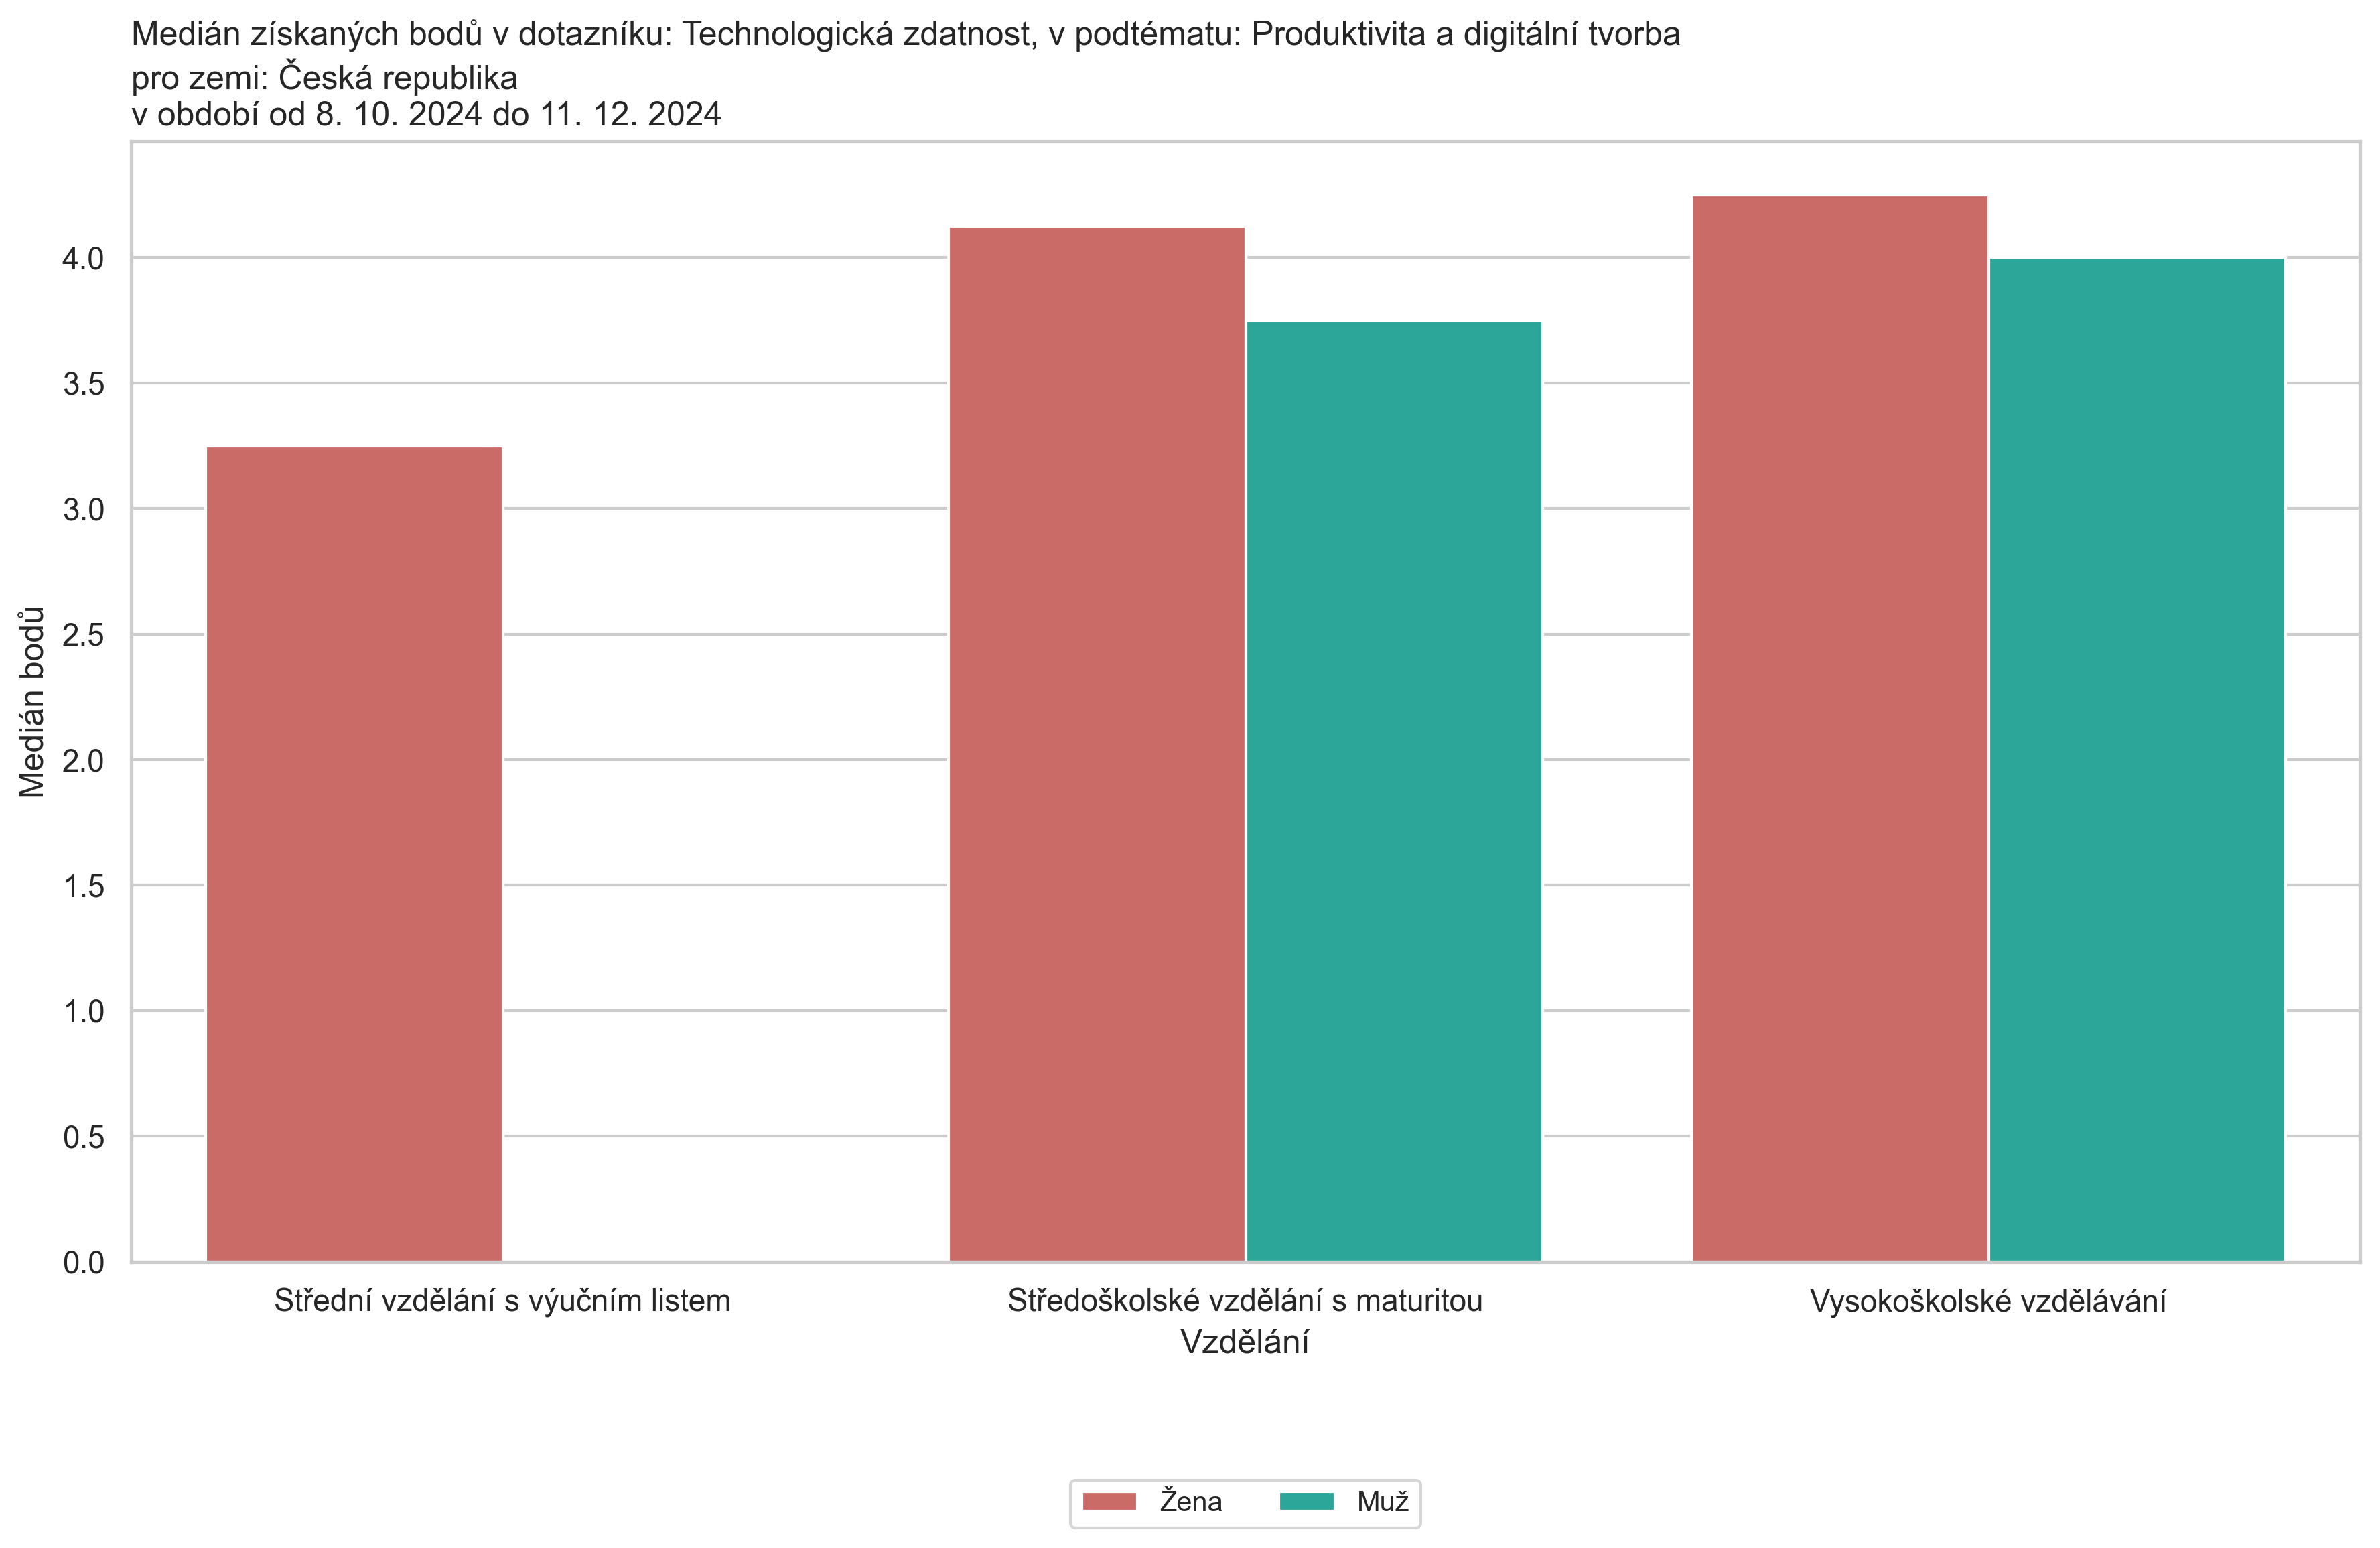 Medián získaných bodů v dotazníku: Technologická zdatnost, v podtématu: Produktivita a digitální tvorba
pro zemi: Česká republika
v období od 8. 10. 2024 do 11. 12. 2024
Medián bodů
4.0
3.5
3.0
2.5
2.0
1.5
1.0
0.5
0.0
Střední vzdělání s výučním listem
Středoškolské vzdělání s maturitou
Vysokoškolské vzdělávání
Vzdělání
Žena
Muž